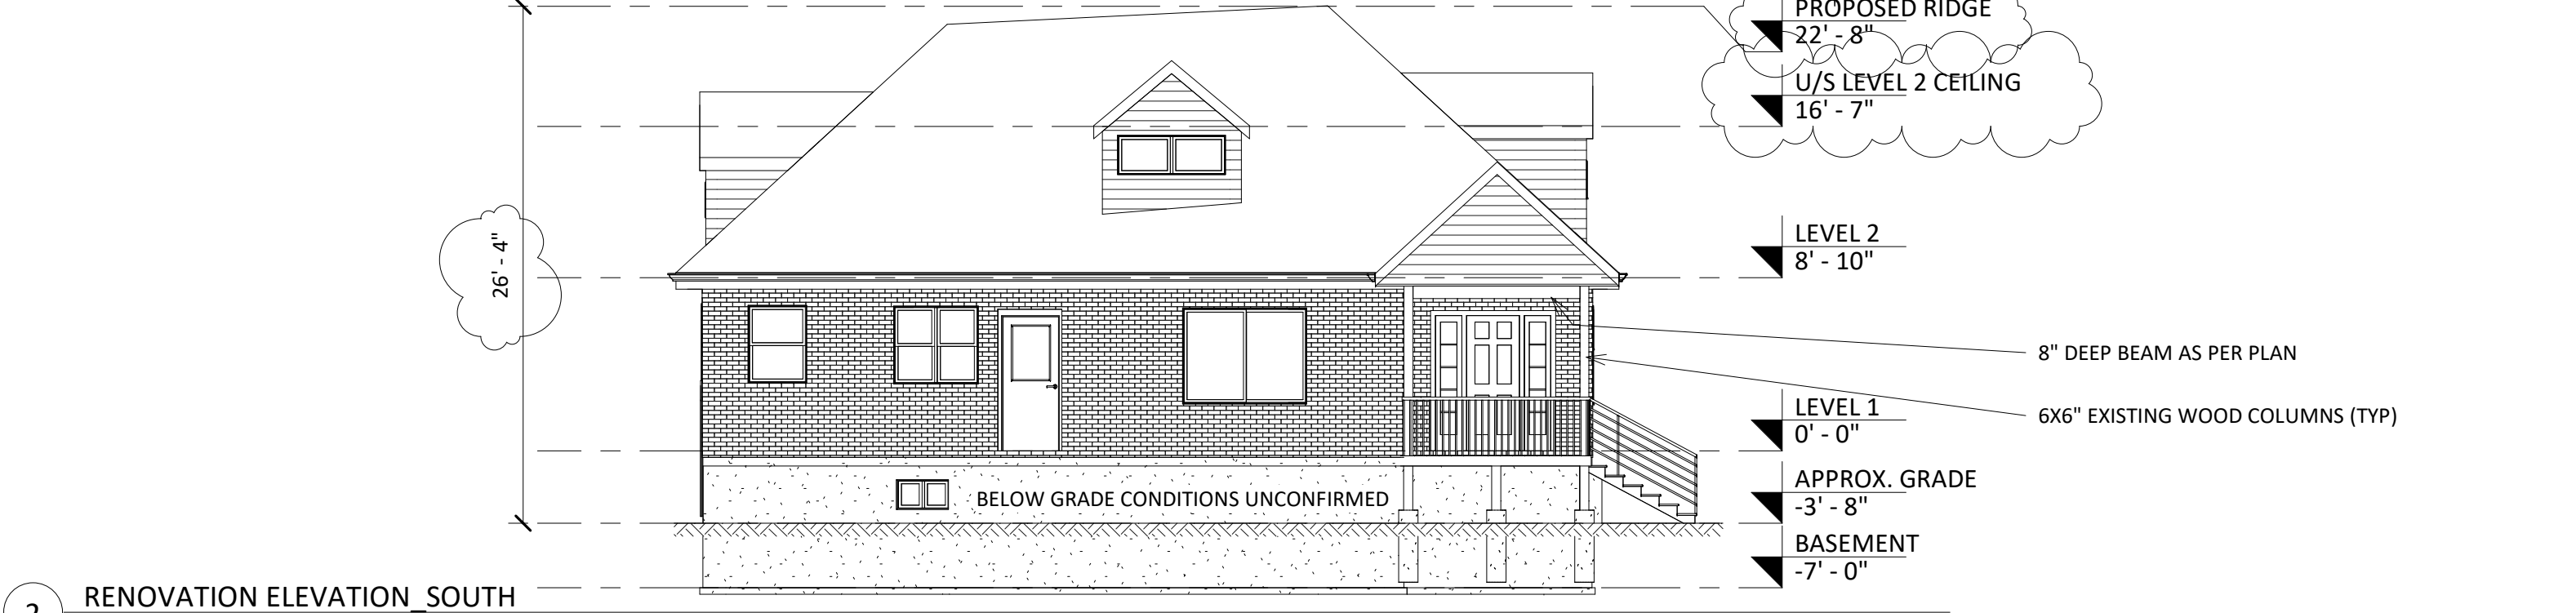 PROPOSED RIDGE
22' - 8"
U/S LEVEL 2 CEILING
16' - 7"
26' - 4"
LEVEL 2
8' - 10"
8" DEEP BEAM AS PER PLAN
LEVEL 1
0' - 0"
6X6" EXISTING WOOD COLUMNS (TYP)
APPROX. GRADE
-3' - 8"
BELOW GRADE CONDITIONS UNCONFIRMED
BASEMENT
-7' - 0"
RENOVATION ELEVATION_SOUTH